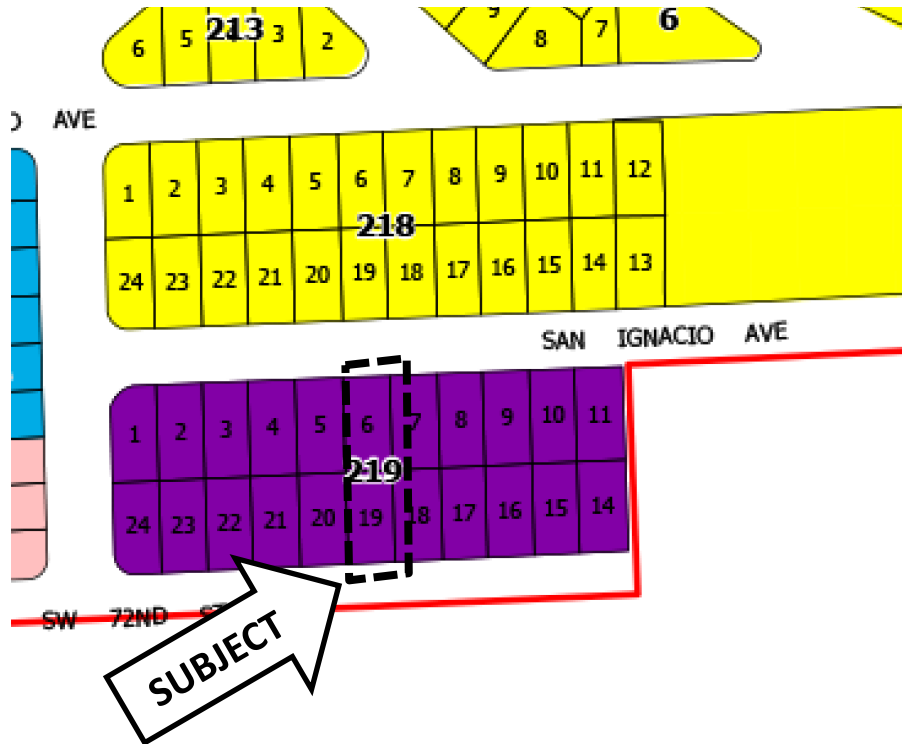 9
6
213
6 5 4 3 2
8 7
AVE
1 2 3 4 5 6 7 8 9 10 11 12
218
24 23 22 21 20 19 18 17 16 15 14 13
SAN IGNACIO AVE
1 2 3 4 5 6 7 8 9 10 11
219
24 23 22 21 20 19 18 17 16 15 14
SW 72ND
SUBJECT